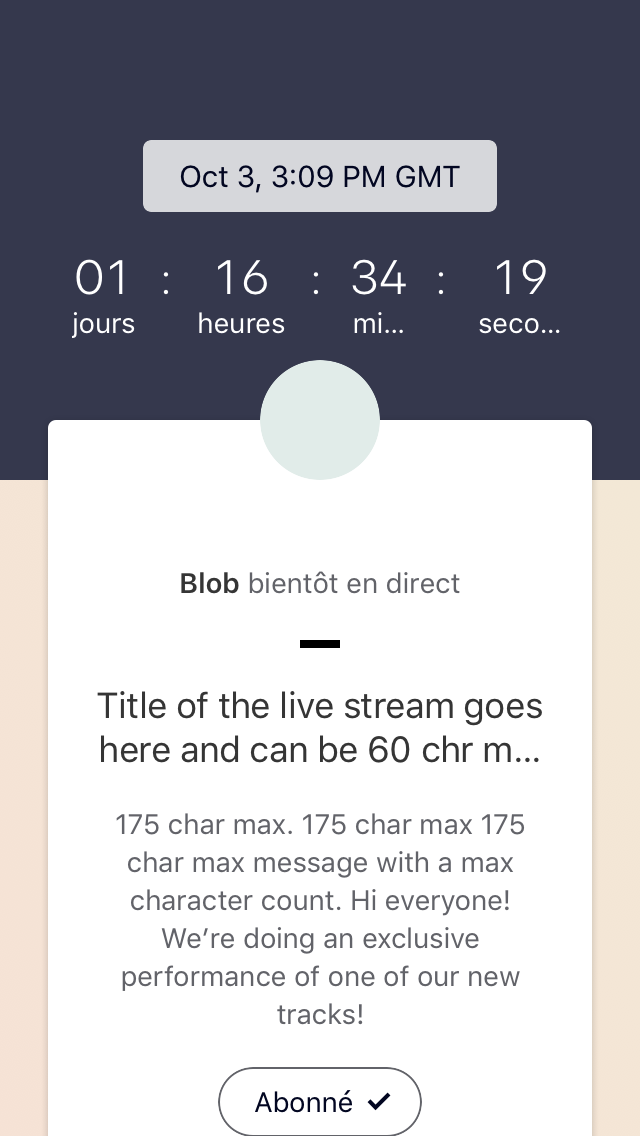 Oct 3, 3:09 PM GMT
01 : 16 : 34 : 19
jours heures mi... seco...
Blob bientôt en direct
Title of the live stream goes
here and can be 60 chr m...
175 char max. 175 char max 175
char max message with a max
character count. Hi everyone!
We’re doing an exclusive
performance of one of our new
tracks!
Abonné